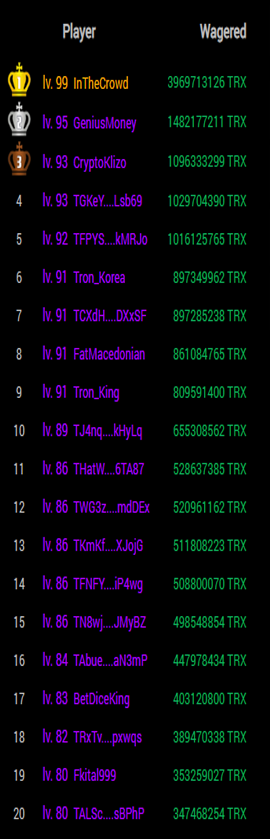 Player Wagered
1 lv. 99 InTheCrowd 3969713126 TRX
2 lv. 95 GeniusMoney 1482177211 TRX
3 lv. 93 CryptoKlizo 1096333299 TRX
4 lv. 93 TGKeY....Lsb69 1029704390 TRX
5 lv. 92 TFPYS....kMRJo 1016125765 TRX
6 lv. 91 Tron_Korea 897349962 TRX
7 lv. 91 TCXdH....DXxSF 897285238 TRX
8 lv. 91 FatMacedonian 861084765 TRX
9 lv. 91 Tron_King 809591400 TRX
10 lv. 89 TJ4nq....kHyLq 655308562 TRX
11 lv. 86 THatW....6TA87 528637385 TRX
12 lv. 86 TWG3z....mdDEx 520961162 TRX
13 lv. 86 TKmKf....XJojG 511808223 TRX
14 lv. 86 TFNFY....iP4wg 508800070 TRX
15 lv. 86 TN8wj....JMyBZ 498548854 TRX
16 lv. 84 TAbue....aN3mP 447978434 TRX
17 lv. 83 BetDiceKing 403120800 TRX
18 lv. 82 TRxTv....pxwqs 389470338 TRX
19 lv. 80 Fkital999 353259027 TRX
20 lv. 80 TALSc....sBPhP 347468254 TRX